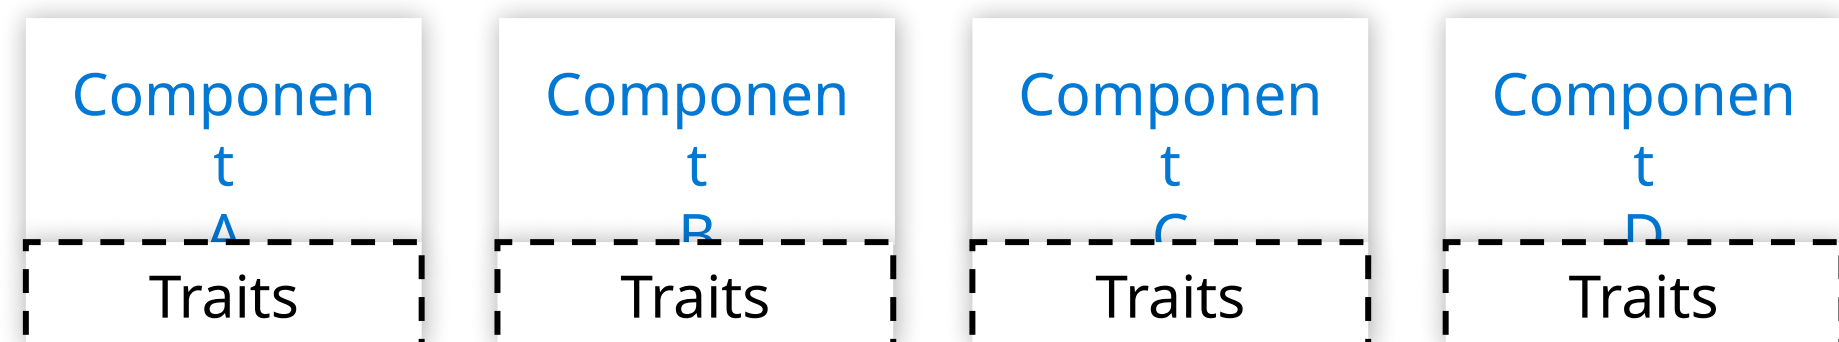 Componen
t
A
Traits
Componen
t
B
Traits
Componen
t
C
Traits
Componen
t
D
Traits